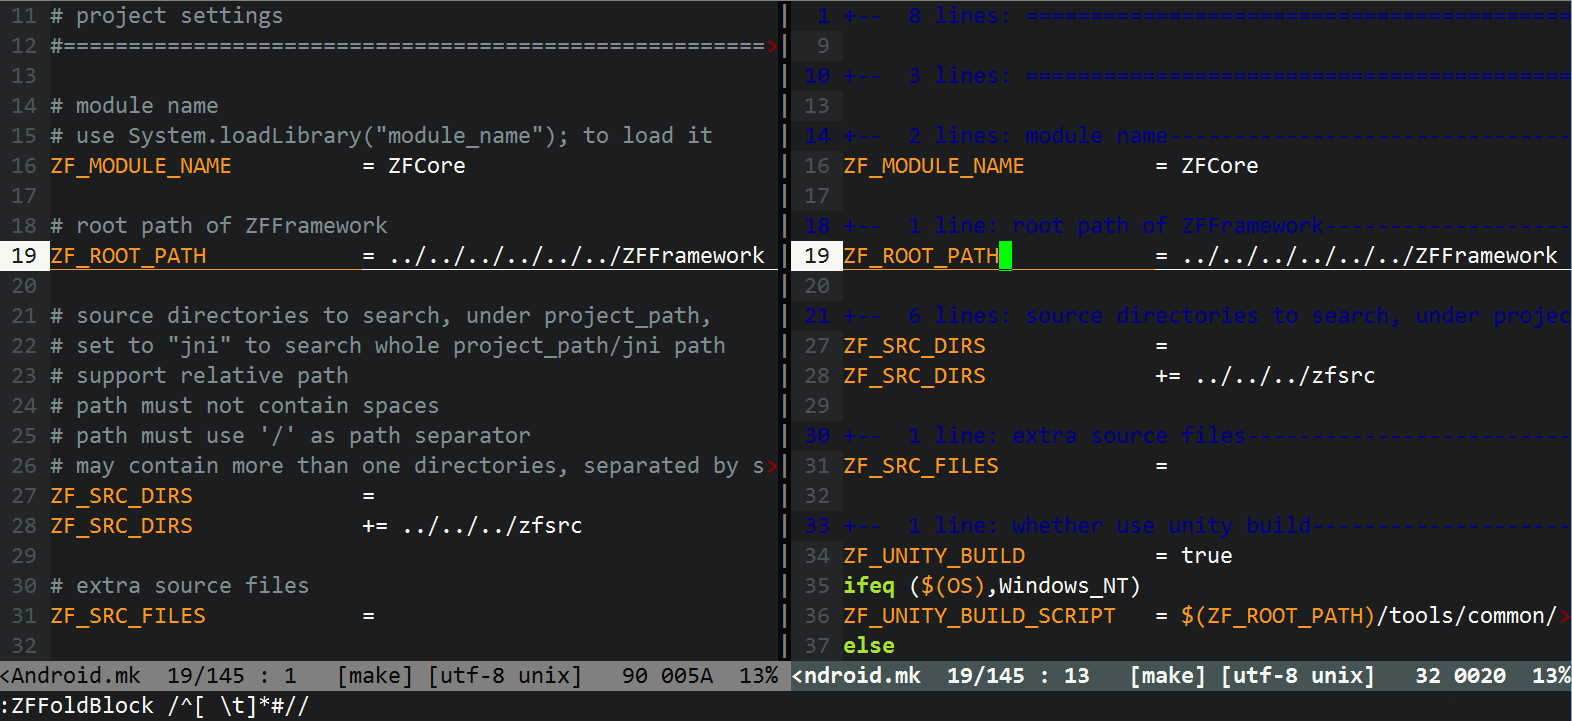 11 # project settings
12 #======================================================>
13
14 # module name
15 # use System.loadLibrary("module_name"); to load it
16 ZF_MODULE_NAME          = ZFCore
17
18 # root path of ZFFramework
19 ZF_ROOT_PATH            = ../../../../../ZFFramework
20
21 # source directories to search, under project_path,
22 # set to "jni" to search whole project_path/jni path
23 # support relative path
24 # path must not contain spaces
25 # path must use '/' as path separator
26 # may contain more than one directories, separated by s>
27 ZF_SRC_DIRS             =
28 ZF_SRC_DIRS             += ../../../zfsrc
29
30 # extra source files
31 ZF_SRC_FILES            =
32
<Android.mk  19/145 : 1   [make] [utf-8 unix]   90 005A  13%
1 +--  8 lines: ==========================================
9
10 +--  3 lines: ==========================================
13
14 +--  2 lines: module name-------------------------------
16 ZF_MODULE_NAME          = ZFCore
17
18 +--  1 line: root path of ZFFramework-------------------
19 ZF_ROOT_PATH            = ../../../../../../ZFFramework
20
21 +--  6 lines: source directories to search, under projec
27 ZF_SRC_DIRS             =
28 ZF_SRC_DIRS             += ../../../zfsrc
29
30 +--  1 line: extra source files-------------------------
31 ZF_SRC_FILES            =
32
33 +--  1 line: whether use unity build--------------------
34 ZF_UNITY_BUILD          = true
35 ifeq ($(OS),Windows_NT)
36 ZF_UNITY_BUILD_SCRIPT   = $(ZF_ROOT_PATH)/tools/common/>
37 else
<ndroid.mk  19/145 : 13   [make] [utf-8 unix]   32 0020  13%
:ZFFoldBlock /^[ \t]*#//